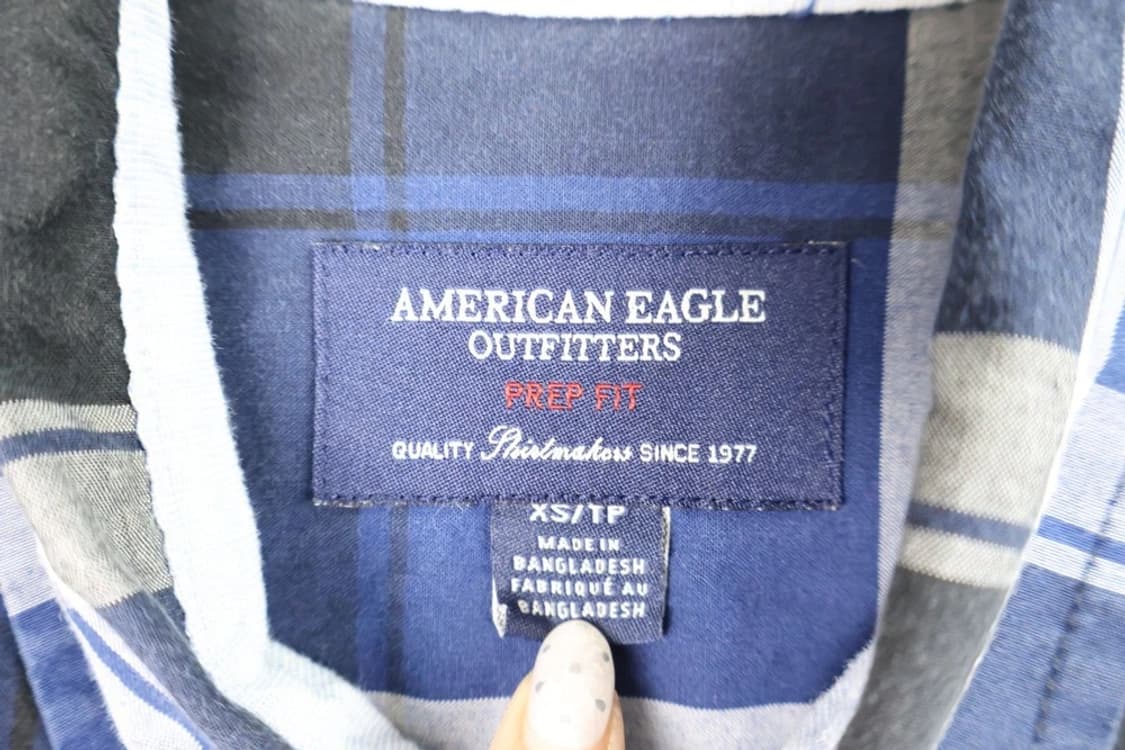 AMERICAN EAGLE
OUTFITTERS
PREP FIT
QUALITY Shirtmakers SINCE 1977
XS/TP
MADE IN
BANGLADESH
FABRIQUÉ AU
BANGLADESH